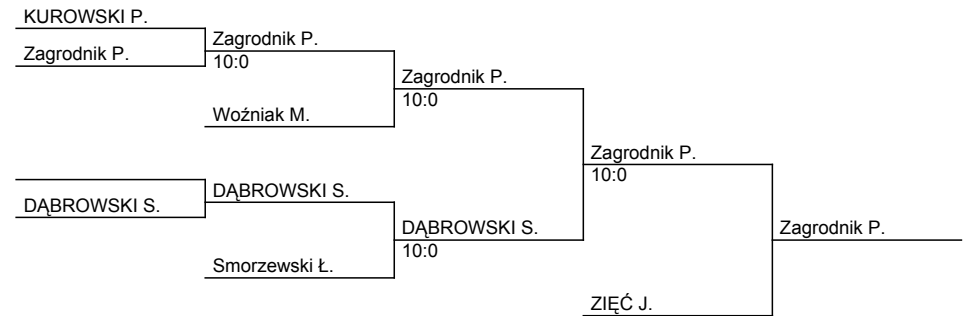 KUROWSKI P.
Zagrodnik P.
Zagrodnik P.
10:0
Zagrodnik P.
10:0
Woźniak M.
Zagrodnik P.
10:0
DĄBROWSKI S.
DĄBROWSKI S.
DĄBROWSKI S.
10:0
Zagrodnik P.
Smorzewski Ł.
ZIĘĆ J.